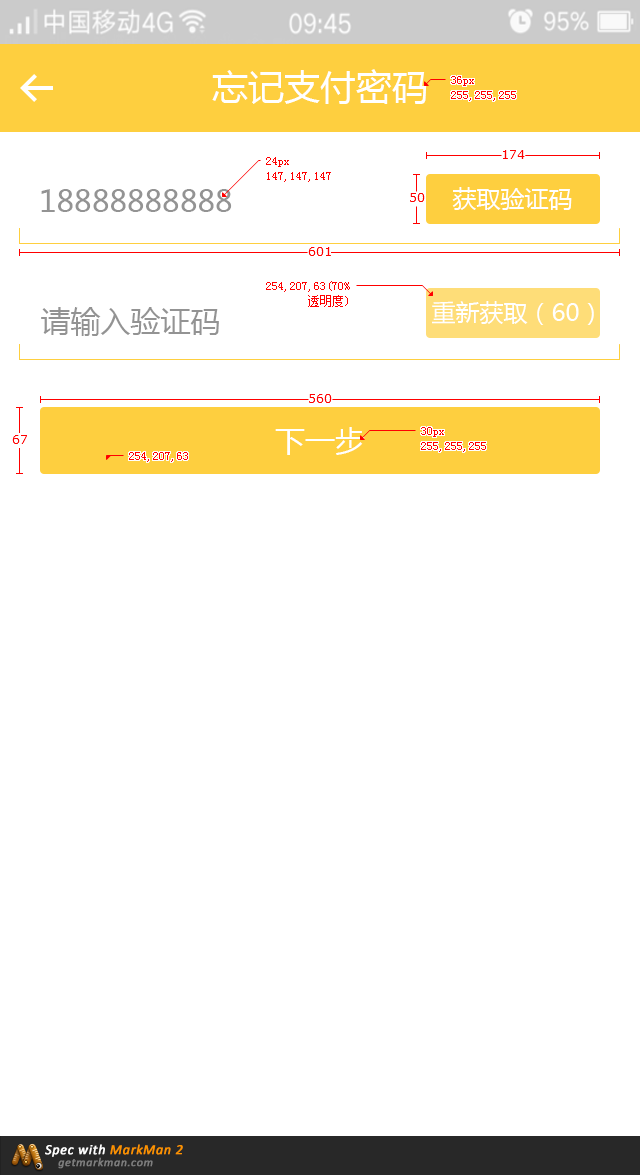 中国移动4G 09:45 95%
忘记支付密码
36px
255, 255, 255
174
24px
147, 147, 147
18888888888
50
获取验证码
601
254, 207, 63(70%
透明度)
请输入验证码
重新获取（60）
560
67
下一步
30px
255, 255, 255
254, 207, 63
Spec with MarkMan 2
getmarkman.com